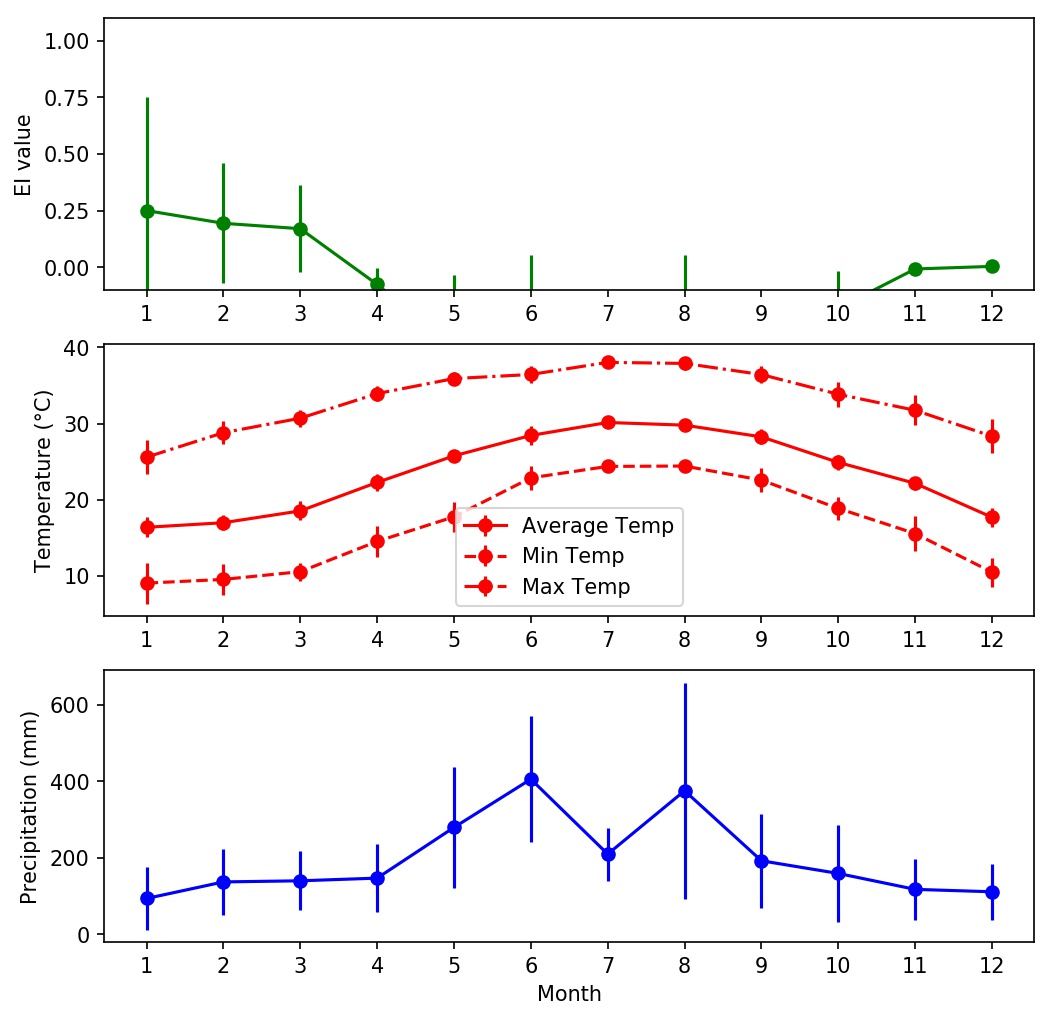 EI value
1.00
0.75
0.50
0.25
0.00
1 2 3 4 5 6 7 8 9 10 11 12
Temperature (°C)
40
30
20
10
Average Temp
Min Temp
Max Temp
1 2 3 4 5 6 7 8 9 10 11 12
Precipitation (mm)
600
400
200
0
1 2 3 4 5 6 7 8 9 10 11 12
Month